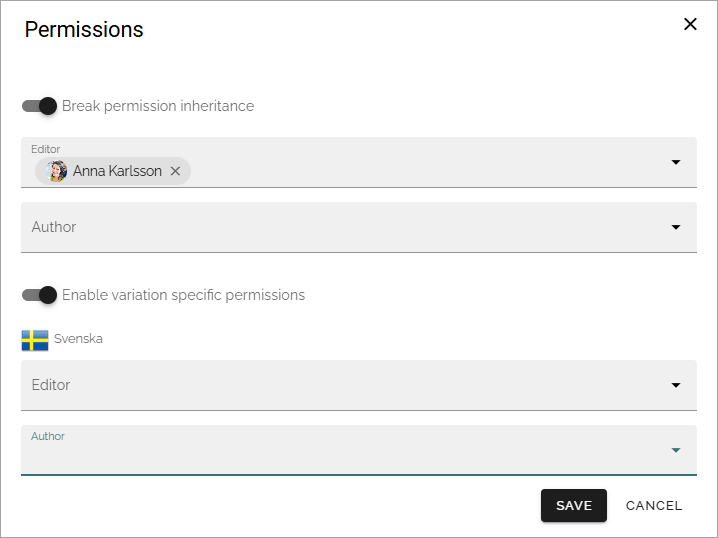 Permissions
Break permission inheritance
Editor
Anna Karlsson
Author
Enable variation specific permissions
Svenska
Editor
Author
SAVE CANCEL